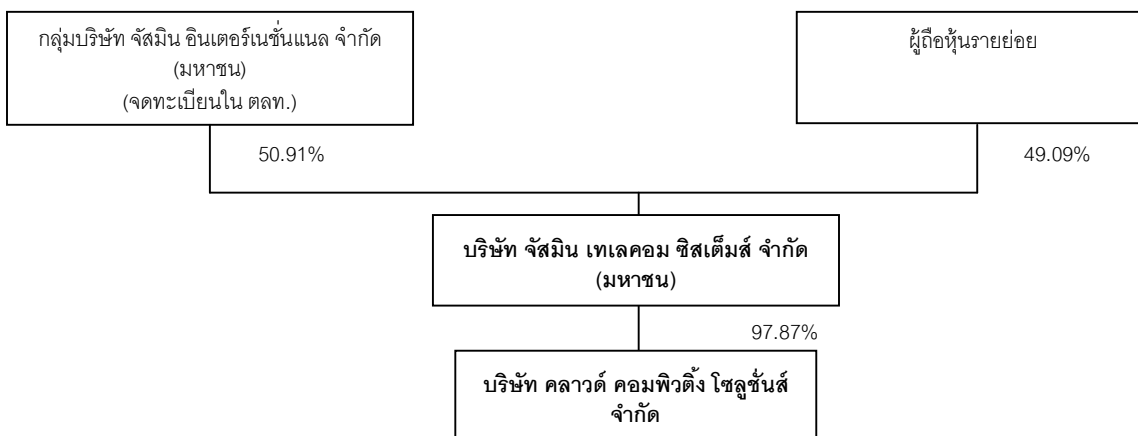 กลุ่มบริษัท จัสมิน อินเตอร์เนชั่นแนล จำกัด
(มหาชน)
(จดทะเบียนใน ตลท.)
ผู้ถือหุ้นรายย่อย
50.91%
49.09%
บริษัท จัสมิน เทเลคอม ซิสเต็มส์ จำกัด
(มหาชน)
97.87%
บริษัท คลาวด์ คอมพิวติ้ง โซลูชั่นส์
จำกัด